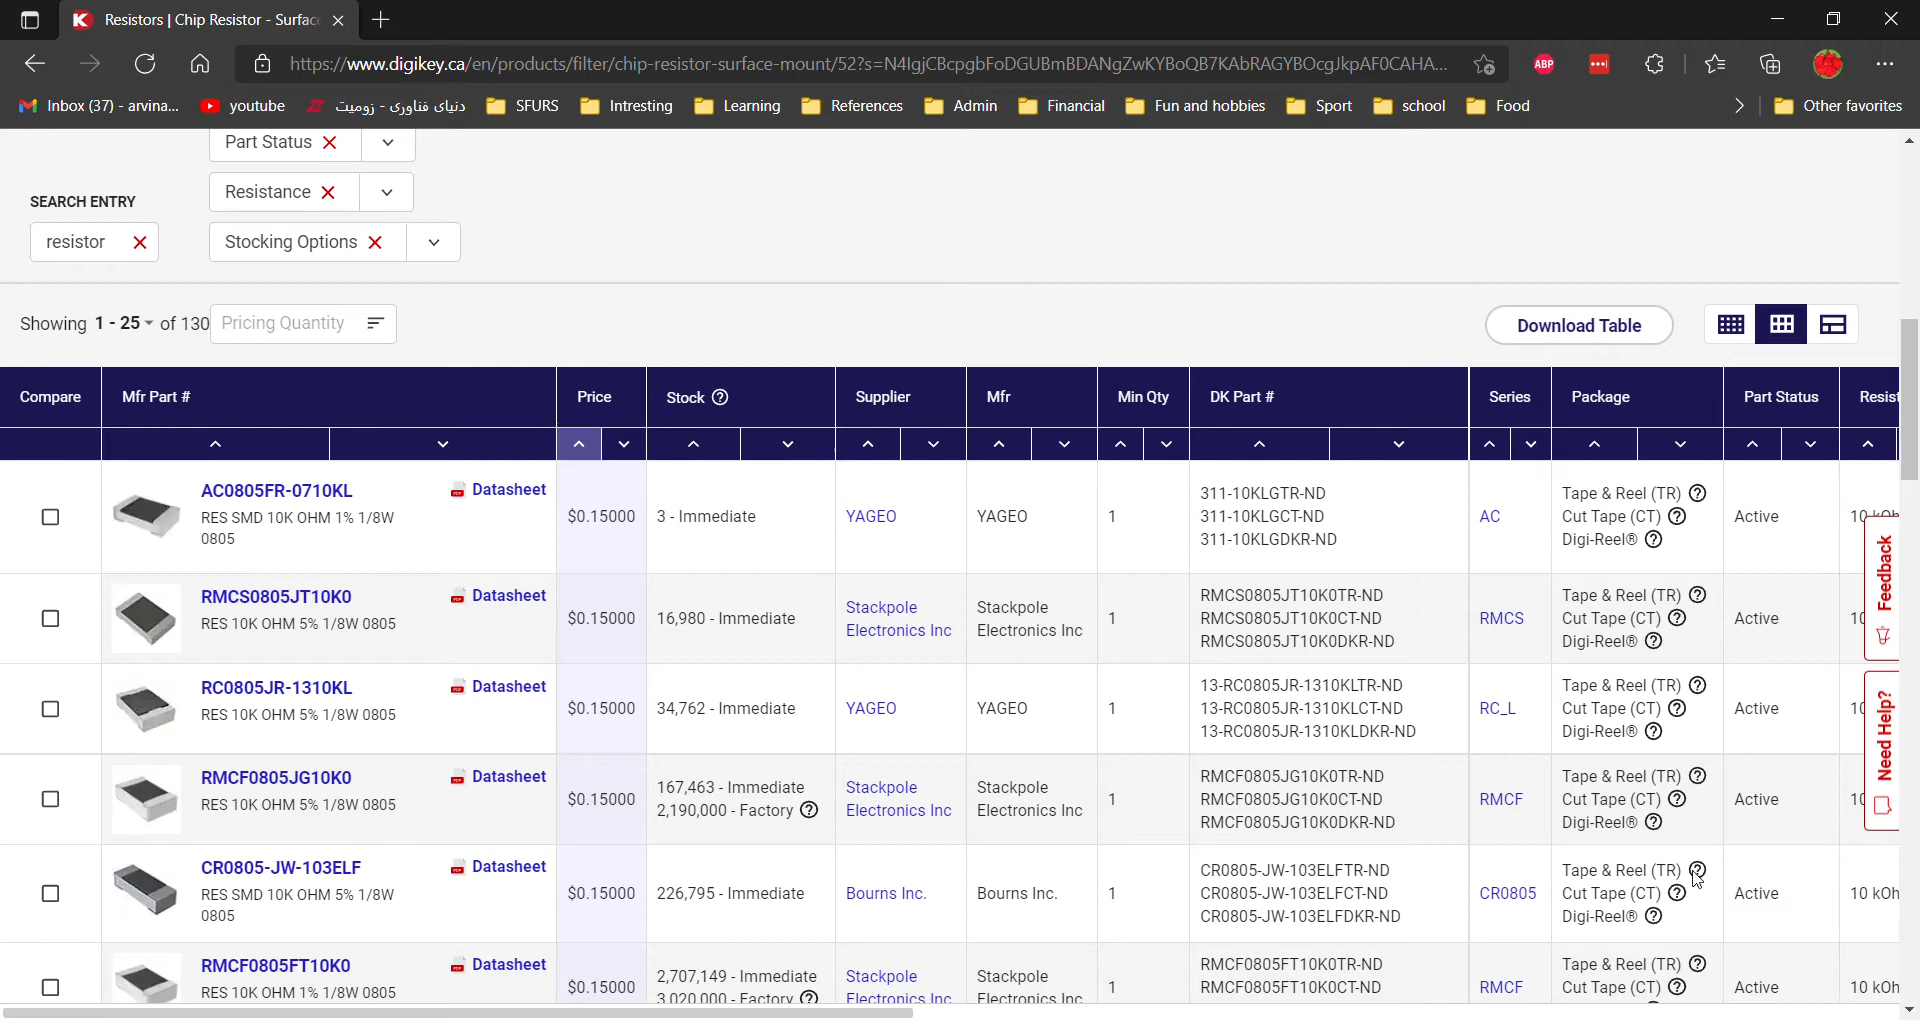 Resistors | Chip Resistor - Surfac
https://www.digikey.ca/en/products/filter/chip-resistor-surface-mount/52?s=N4IgjCBcpgbFoDGUBmBDANgZwKYBoQB7KAbRAGYBOcgJkpAF0CAHA...
ABP
Inbox (37) - arvina... youtube دنیای فناوری - زومیت SFURS Intresting Learning References Admin Financial Fun and hobbies Sport school Food Other favorites
Part Status
Resistance
SEARCH ENTRY
resistor Stocking Options
Showing 1 - 25 of 130 Pricing Quantity Download Table
Compare Mfr Part # Price Stock Supplier Mfr Min Qty DK Part # Series Package Part Status Resist
AC0805FR-0710KL Datasheet
RES SMD 10K OHM 1% 1/8W
0805
$0.15000 3 - Immediate YAGEO YAGEO 1
311-10KLGTR-ND
311-10KLGCT-ND
311-10KLGDKR-ND
AC
Tape & Reel (TR)
Cut Tape (CT)
Digi-Reel®
Active 10 kOh
RMCS0805JT10K0 Datasheet
RES 10K OHM 5% 1/8W 0805
$0.15000 16,980 - Immediate
Stackpole
Electronics Inc
Stackpole
Electronics Inc
1
RMCS0805JT10K0TR-ND
RMCS0805JT10K0CT-ND
RMCS0805JT10K0DKR-ND
RMCS
Tape & Reel (TR)
Cut Tape (CT)
Digi-Reel®
Active 10
RC0805JR-1310KL Datasheet
RES 10K OHM 5% 1/8W 0805
$0.15000 34,762 - Immediate YAGEO YAGEO 1
13-RC0805JR-1310KLTR-ND
13-RC0805JR-1310KLCT-ND
13-RC0805JR-1310KLDKR-ND
RC_L
Tape & Reel (TR)
Cut Tape (CT)
Digi-Reel®
Active 10
RMCF0805JG10K0 Datasheet
RES 10K OHM 5% 1/8W 0805
$0.15000
167,463 - Immediate
2,190,000 - Factory
Stackpole
Electronics Inc
Stackpole
Electronics Inc
1
RMCF0805JG10K0TR-ND
RMCF0805JG10K0CT-ND
RMCF0805JG10K0DKR-ND
RMCF
Tape & Reel (TR)
Cut Tape (CT)
Digi-Reel®
Active 10
CR0805-JW-103ELF Datasheet
RES SMD 10K OHM 5% 1/8W
0805
$0.15000 226,795 - Immediate Bourns Inc. Bourns Inc. 1
CR0805-JW-103ELFTR-ND
CR0805-JW-103ELFCT-ND
CR0805-JW-103ELFDKR-ND
CR0805
Tape & Reel (TR)
Cut Tape (CT)
Digi-Reel®
Active 10 kOh
RMCF0805FT10K0 Datasheet
RES 10K OHM 1% 1/8W 0805
$0.15000
2,707,149 - Immediate
3,020,000 - Factory
Stackpole
Electronics Inc
Stackpole
Electronics Inc
1
RMCF0805FT10K0TR-ND
RMCF0805FT10K0CT-ND
RMCF
Tape & Reel (TR)
Cut Tape (CT)
Active 10 kOh
Feedback
Need Help?